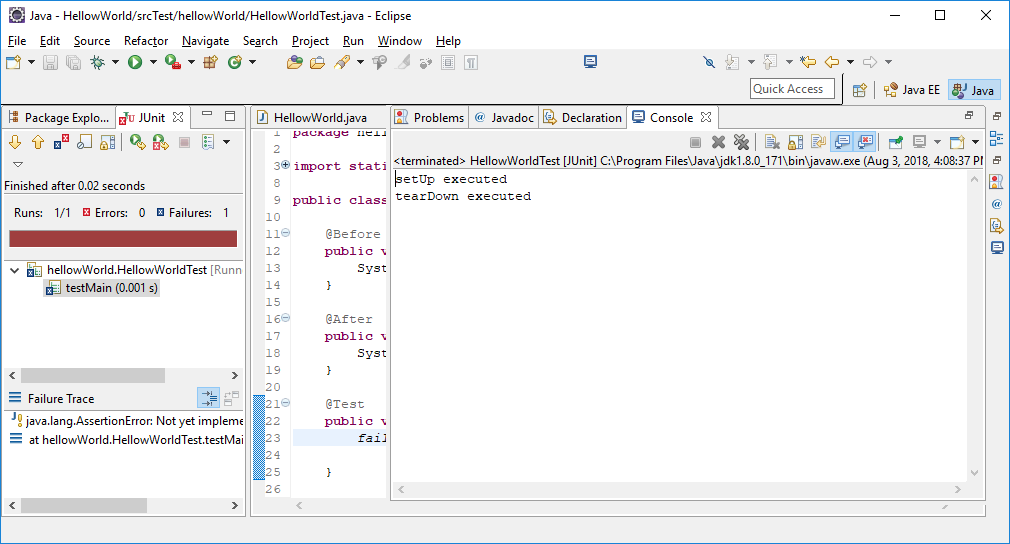 Java - HellowWorld/srcTest/hellowWorld/HellowWorldTest.java - Eclipse
File Edit Source Refactor Navigate Search Project Run Window Help
Quick Access Java EE Java
Package Explo... JUnit
Finished after 0.02 seconds
Runs: 1/1 Errors: 0 Failures: 1
hellowWorld.HellowWorldTest [Runn
testMain (0.001 s)
Failure Trace
java.lang.AssertionError: Not yet impleme
at hellowWorld.HellowWorldTest.testMai
HellowWorld.java
1 package hell
2
3 import stati
8
9 public class
10
11 @Before
12 public v
13 Syst
14 }
15
16 @After
17 public v
18 Syst
19 }
20
21 @Test
22 public v
23 fail
24
25 }
26
Problems Javadoc Declaration Console
<terminated> HellowWorldTest [JUnit] C:\Program Files\Java\jdk1.8.0_171\bin\javaw.exe (Aug 3, 2018, 4:08:37 PM
setUp executed
tearDown executed